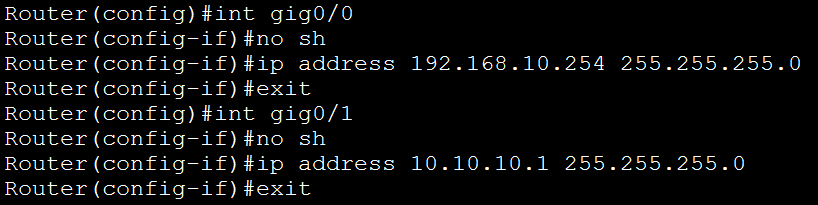 Router(config)#int gig0/0
Router(config-if)#no sh
Router(config-if)#ip address 192.168.10.254 255.255.255.0
Router(config-if)#exit
Router(config)#int gig0/1
Router(config-if)#no sh
Router(config-if)#ip address 10.10.10.1 255.255.255.0
Router(config-if)#exit